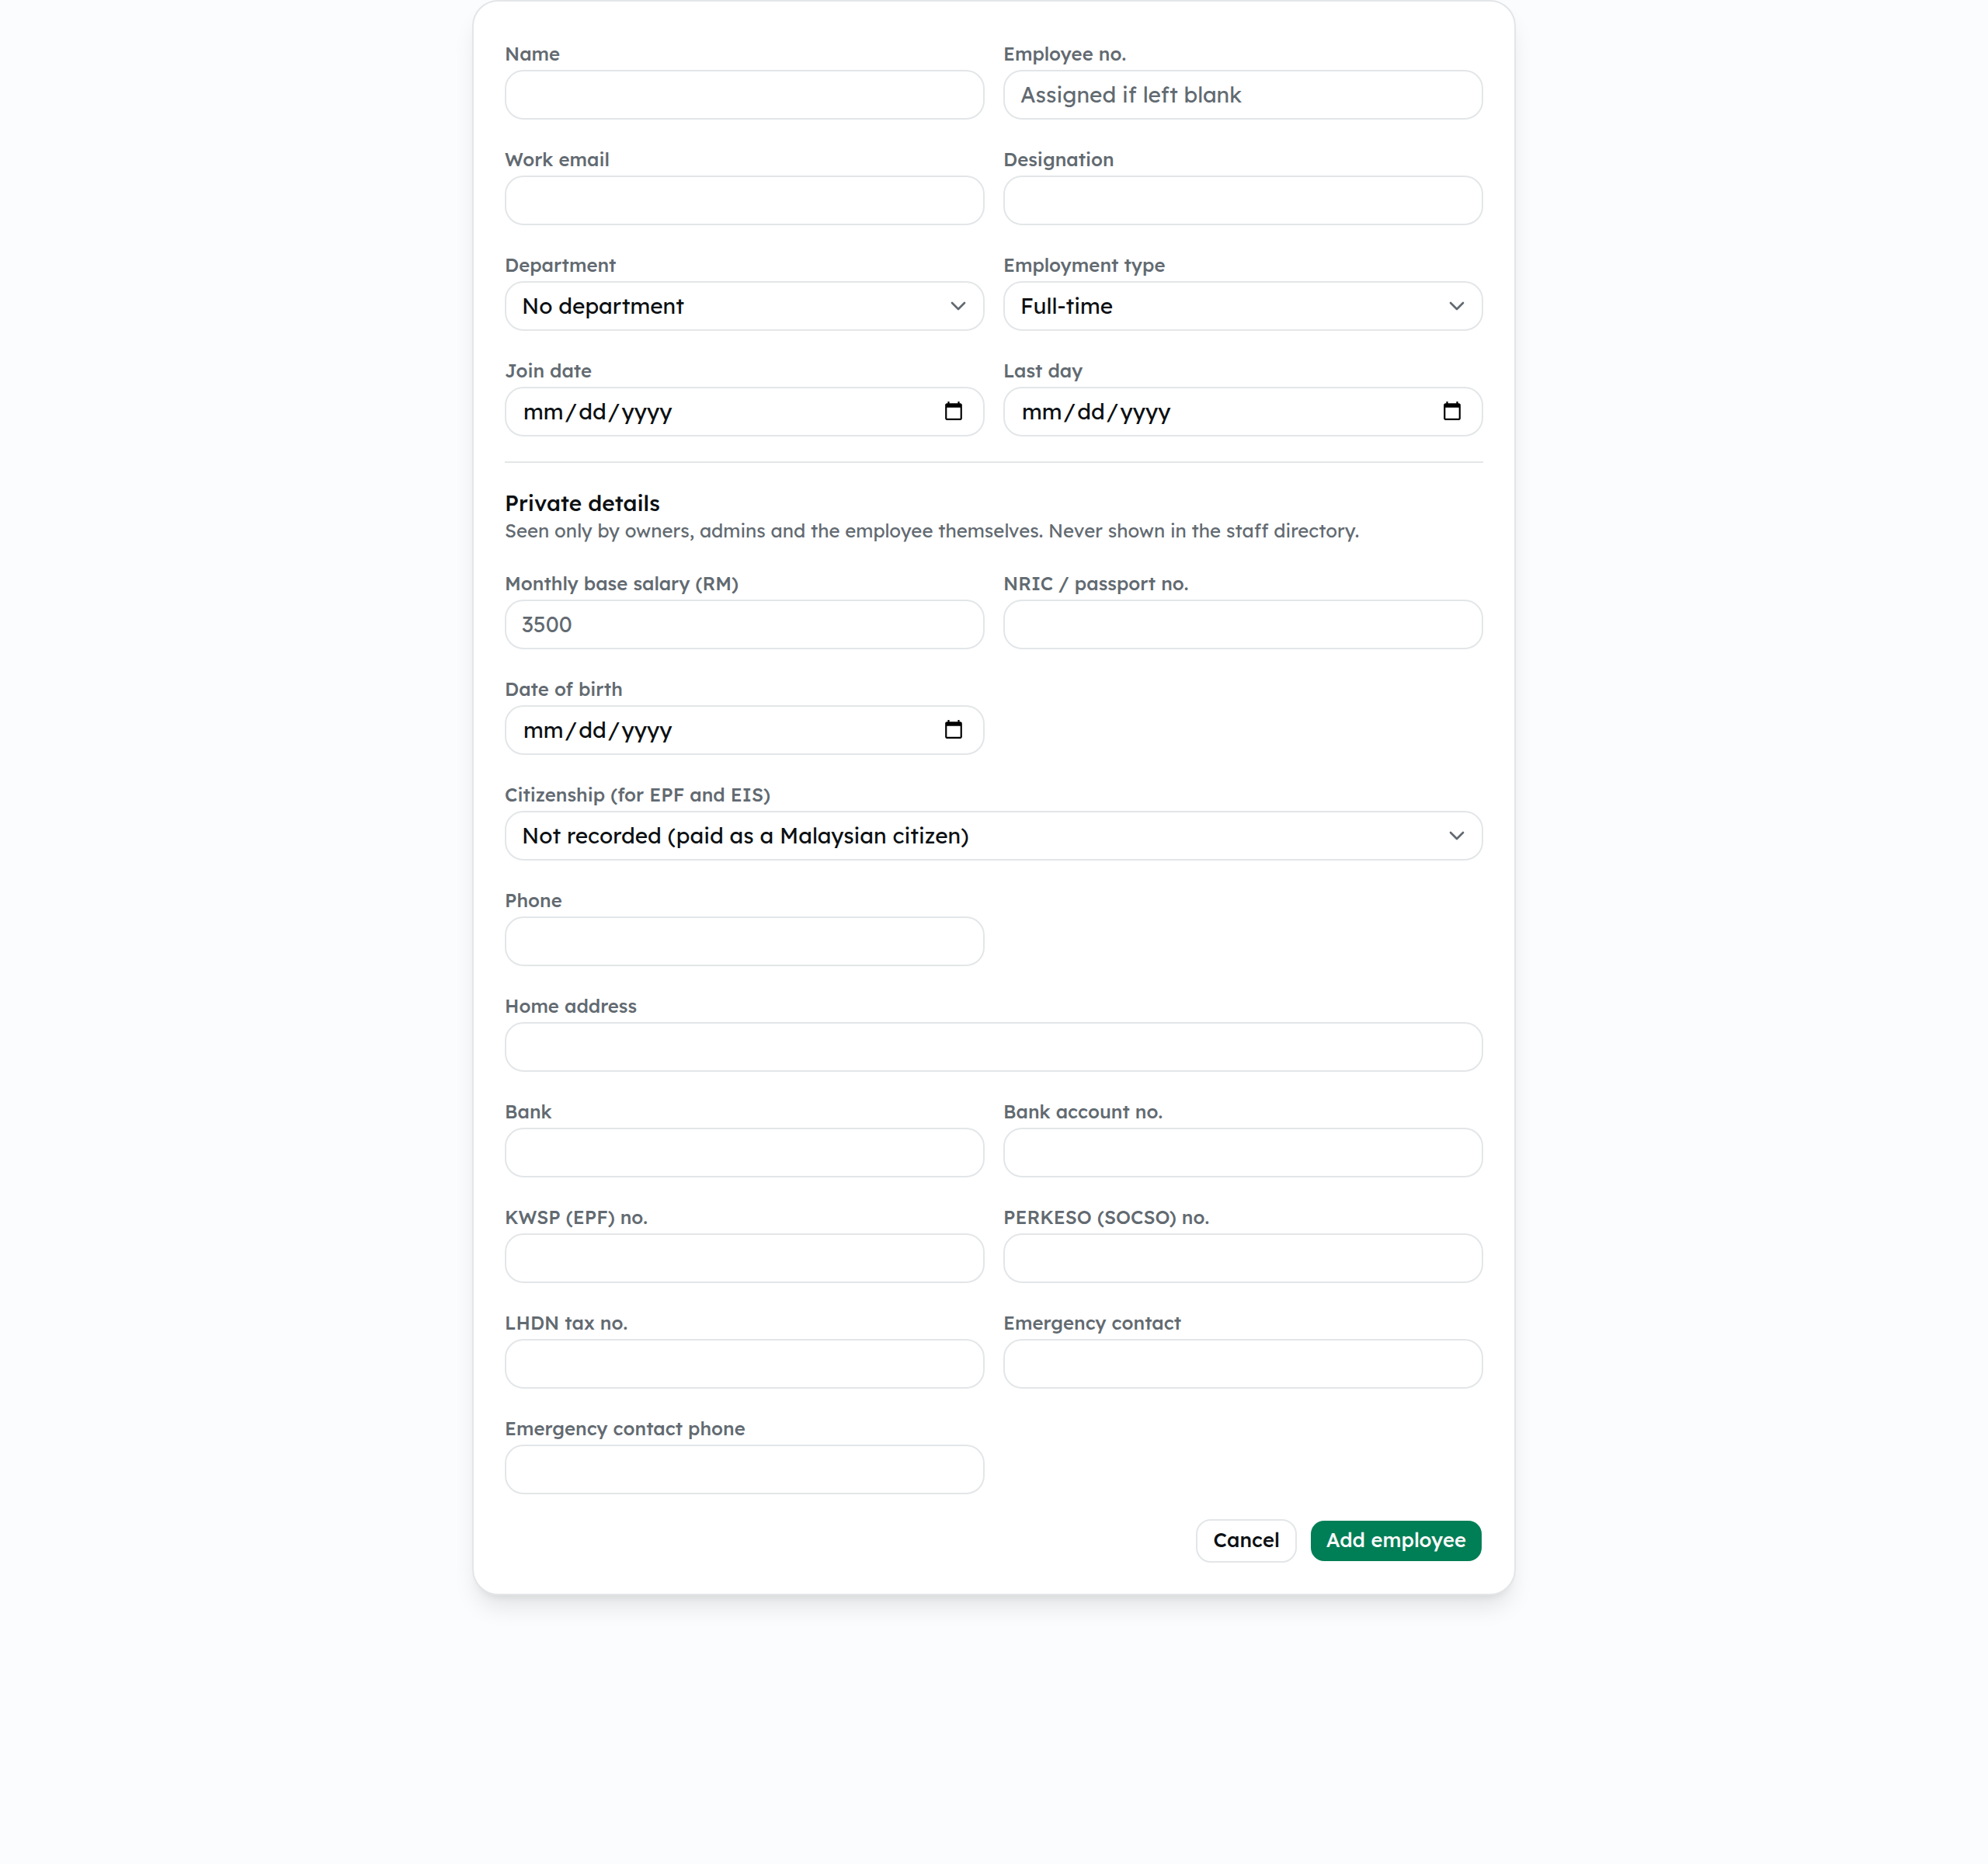 Name
Employee no.
Assigned if left blank
Work email
Designation
Department
Employment type
No department
Full-time
Join date
Last day
mm/dd/yyyy
mm/dd/yyyy
Private details
Seen only by owners, admins and the employee themselves. Never shown in the staff directory.
Monthly base salary (RM)
NRIC / passport no.
3500
Date of birth
mm/dd/yyyy
Citizenship (for EPF and EIS)
Not recorded (paid as a Malaysian citizen)
Phone
Home address
Bank
Bank account no.
KWSP (EPF) no.
PERKESO (SOCSO) no.
LHDN tax no.
Emergency contact
Emergency contact phone
Cancel
Add employee